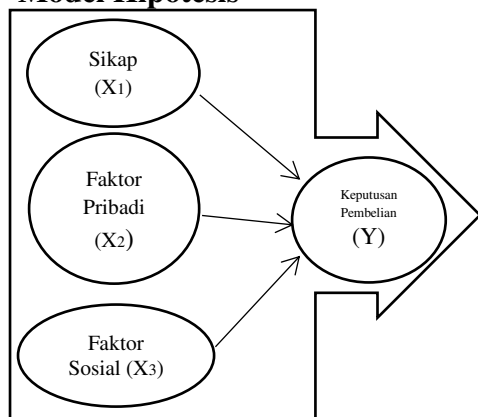 Model Hipotesis
Sikap
(X1)
Faktor
Pribadi
(X2)
Faktor
Sosial (X3)
Keputusan
Pembelian
(Y)